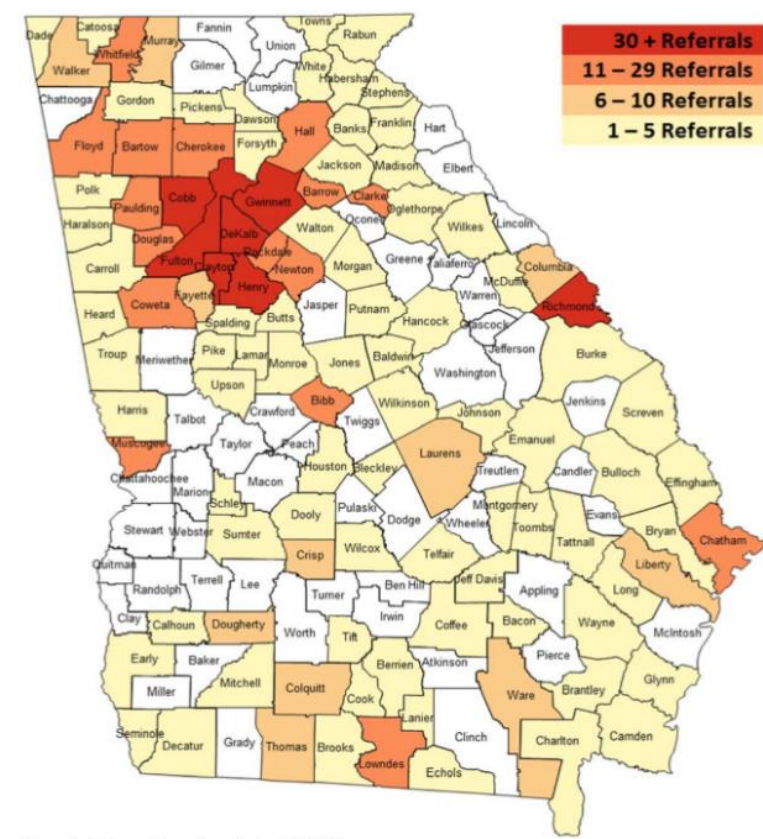 30 + Referrals
11 – 29 Referrals
6 – 10 Referrals
1 – 5 Referrals
Dade
Catoosa
Whitfield
Murray
Fannin
Union
Towns
Rabun
Walker
Gilmer
White
Habersham
Lumpkin
Stephens
Chattooga
Gordon
Pickens
Dawson
Banks
Franklin
Hart
Floyd
Bartow
Cherokee
Forsyth
Hall
Jackson
Madison
Elbert
Polk
Paulding
Cobb
Gwinnett
Barrow
Clarke
Oconee
Oglethorpe
Haralson
Douglas
DeKalb
Walton
Wilkes
Lincoln
Carroll
Fulton
Clayton
Rockdale
Newton
Morgan
Greene
Taliaferro
Columbia
McDuffie
Heard
Coweta
Fayette
Henry
Jasper
Putnam
Hancock
Warren
Richmond
Spalding
Butts
Glascock
Jefferson
Burke
Troup
Meriwether
Pike
Lamar
Monroe
Jones
Baldwin
Washington
Upson
Harris
Talbot
Crawford
Bibb
Twiggs
Wilkinson
Johnson
Jenkins
Screven
Muscogee
Taylor
Peach
Houston
Bleckley
Laurens
Emanuel
Chattahoochee
Marion
Macon
Treutlen
Candler
Bulloch
Effingham
Schley
Dooly
Pulaski
Dodge
Montgomery
Wheeler
Toombs
Evans
Bryan
Chatham
Stewart
Webster
Sumter
Crisp
Wilcox
Telfair
Tattnall
Liberty
Quitman
Randolph
Terrell
Lee
Turner
Ben Hill
Jeff Davis
Appling
Long
Clay
Calhoun
Dougherty
Worth
Irwin
Tift
Coffee
Bacon
Wayne
McIntosh
Early
Baker
Mitchell
Colquitt
Berrien
Atkinson
Pierce
Miller
Cook
Ware
Brantley
Glynn
Seminole
Decatur
Grady
Thomas
Brooks
Lowndes
Lanier
Clinch
Echols
Charlton
Camden